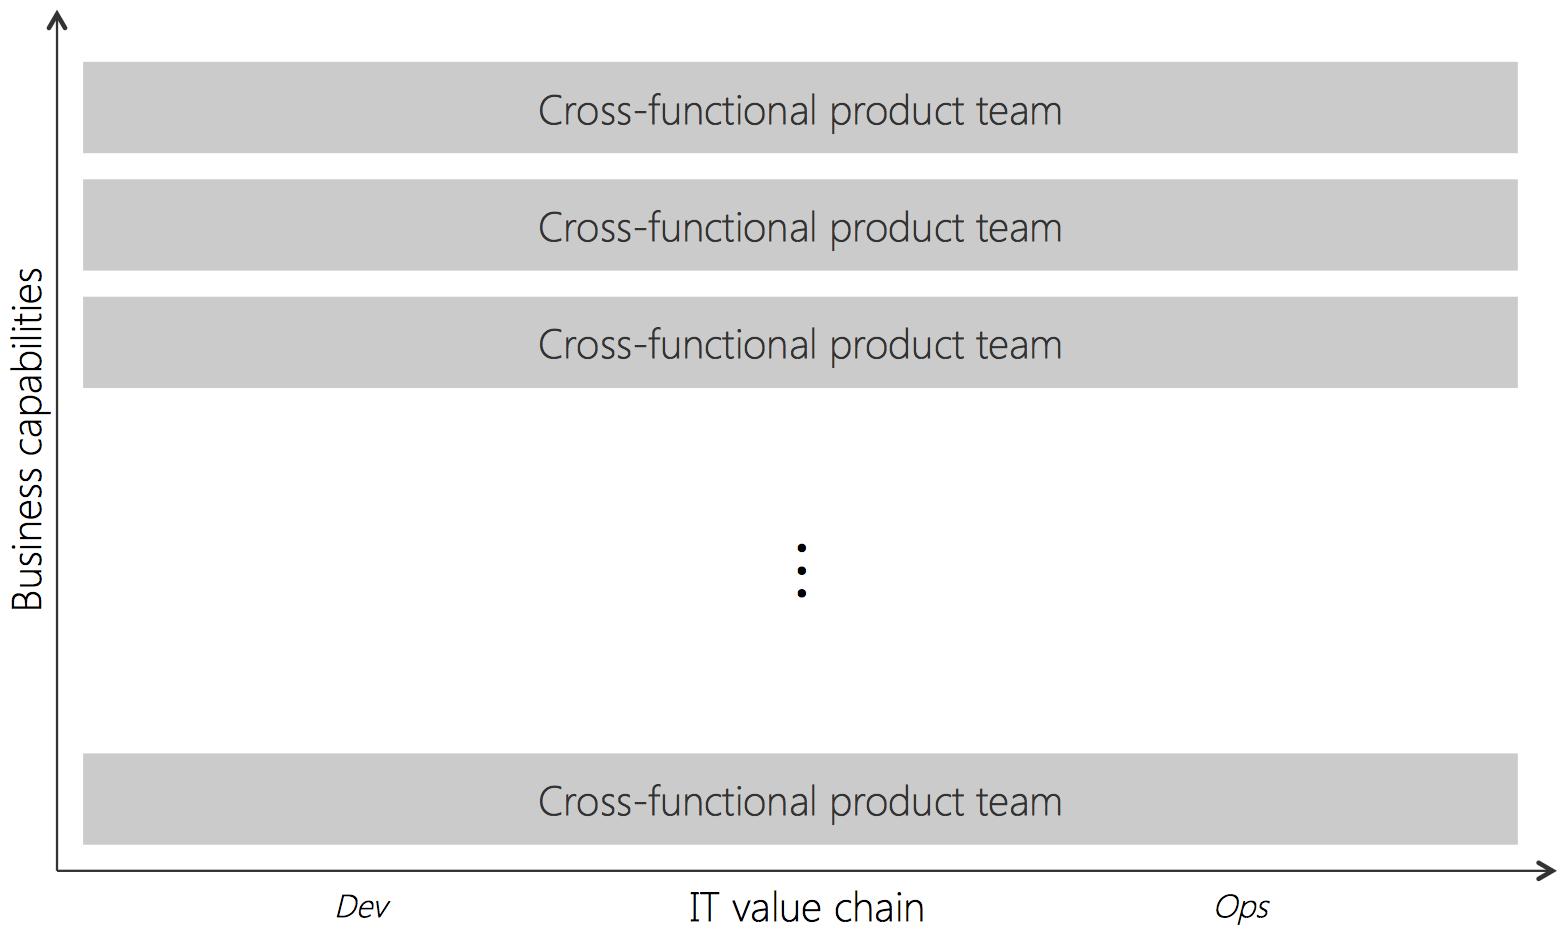 Cross-functional product team
Cross-functional product team
Cross-functional product team
Cross-functional product team
Business capabilities
Dev
IT value chain
Ops